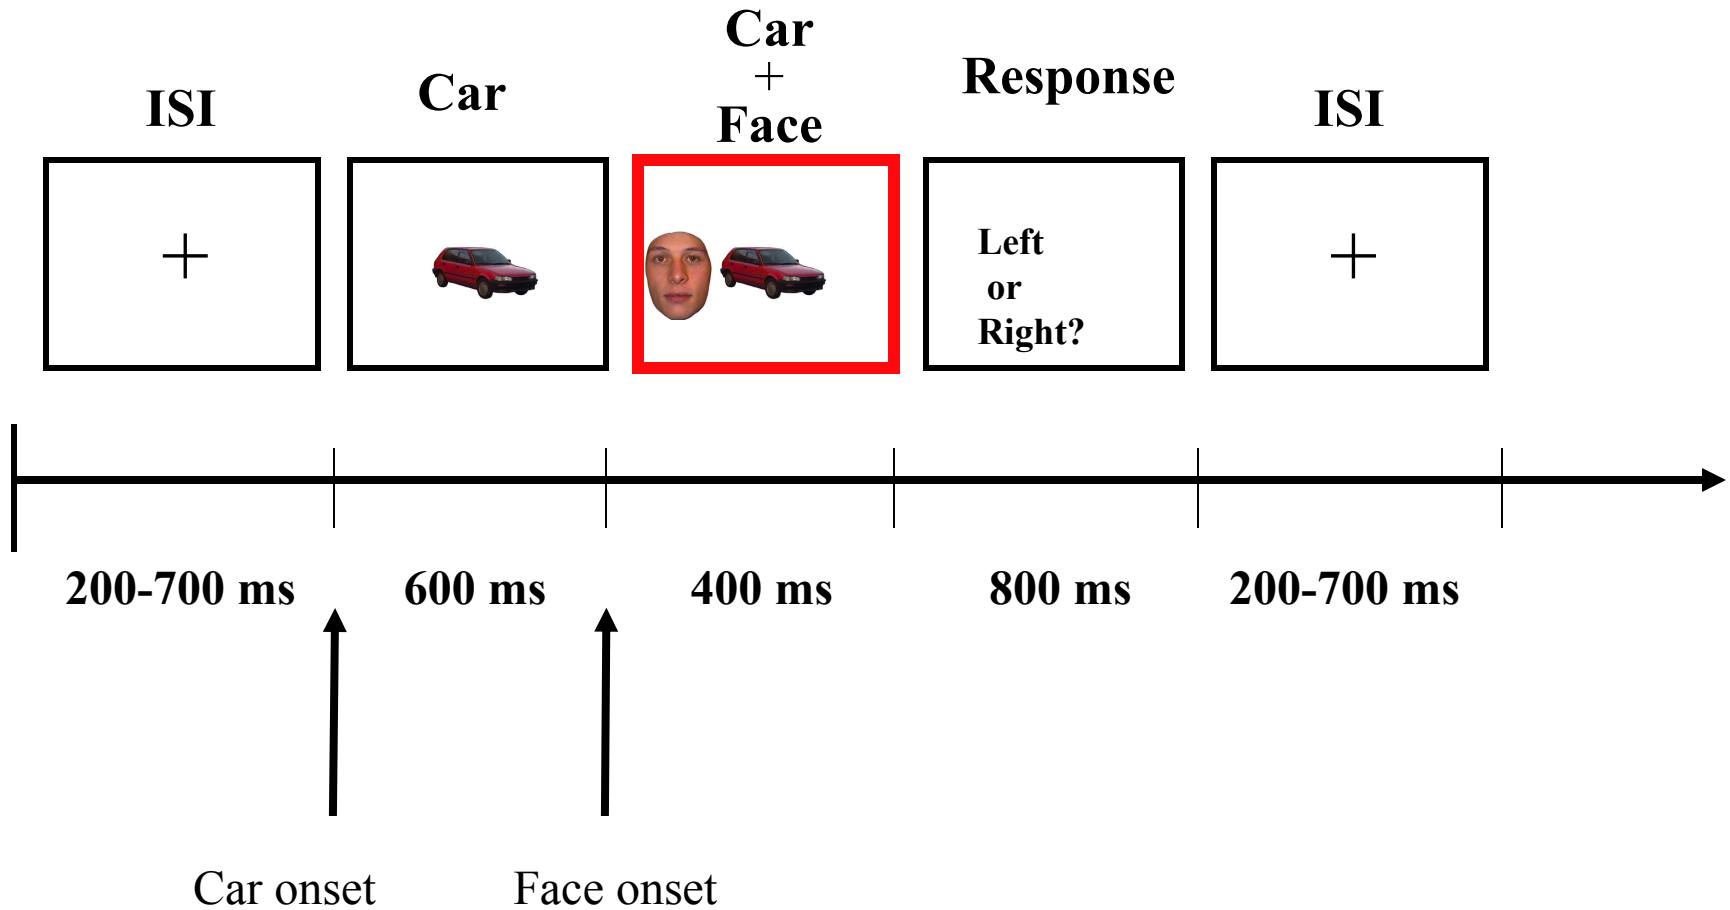 ISI
Car
Car
+
Face
Response
ISI
Left
or
Right?
200-700 ms
600 ms
400 ms
800 ms
200-700 ms
Car onset
Face onset